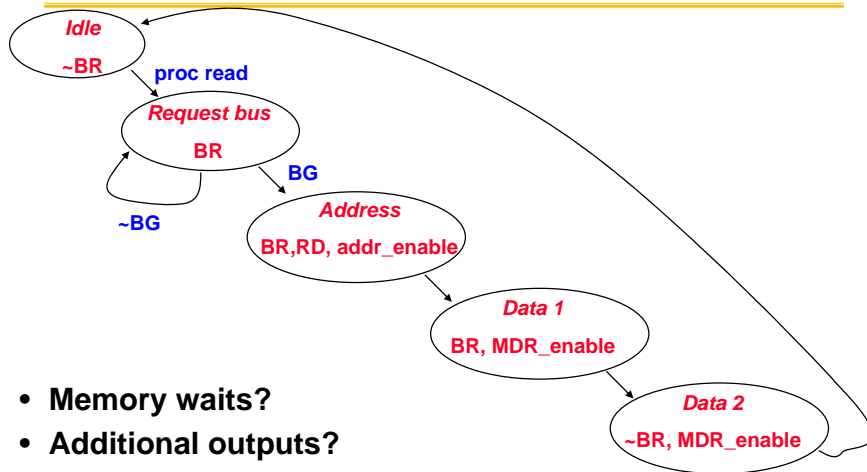 Idle
~BR
proc read
Request bus
BR
BG
~BG
Address
BR,RD, addr_enable
Data 1
BR, MDR_enable
• Memory waits?
Data 2
• Additional outputs?
~BR, MDR_enable